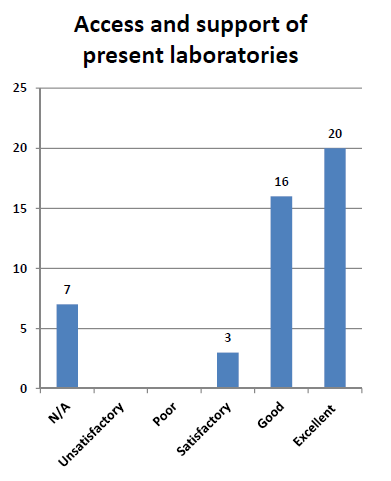 Access and support of
present laboratories
25
20
15
10
5
0
7
3
16
20
N/A
Unsatisfactory
Poor
Satisfactory
Good
Excellent